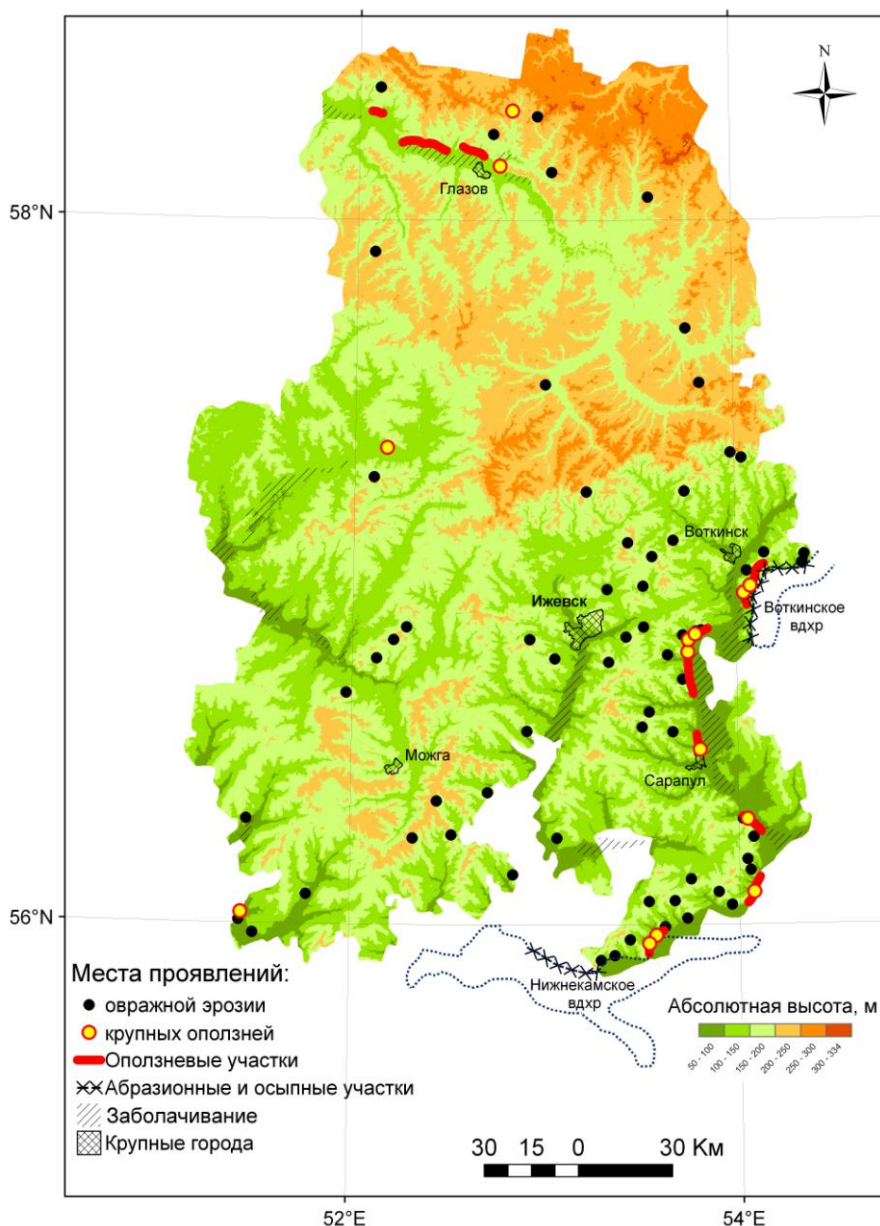 N
58°N
Глазов
Воткинск
Воткинское
вдхр
Ижевск
Можга
Сарапул
56°N
Нижнекамское
вдхр
Места проявлений:
овражной эрозии
крупных оползней
Оползневые участки
Абразионные и осыпные участки
Заболачивание
Крупные города
Абсолютная высота, м
50 - 100
100 - 150
150 - 200
200 - 250
250 - 300
300 - 334
30 15 0 30 Км
52°E
54°E